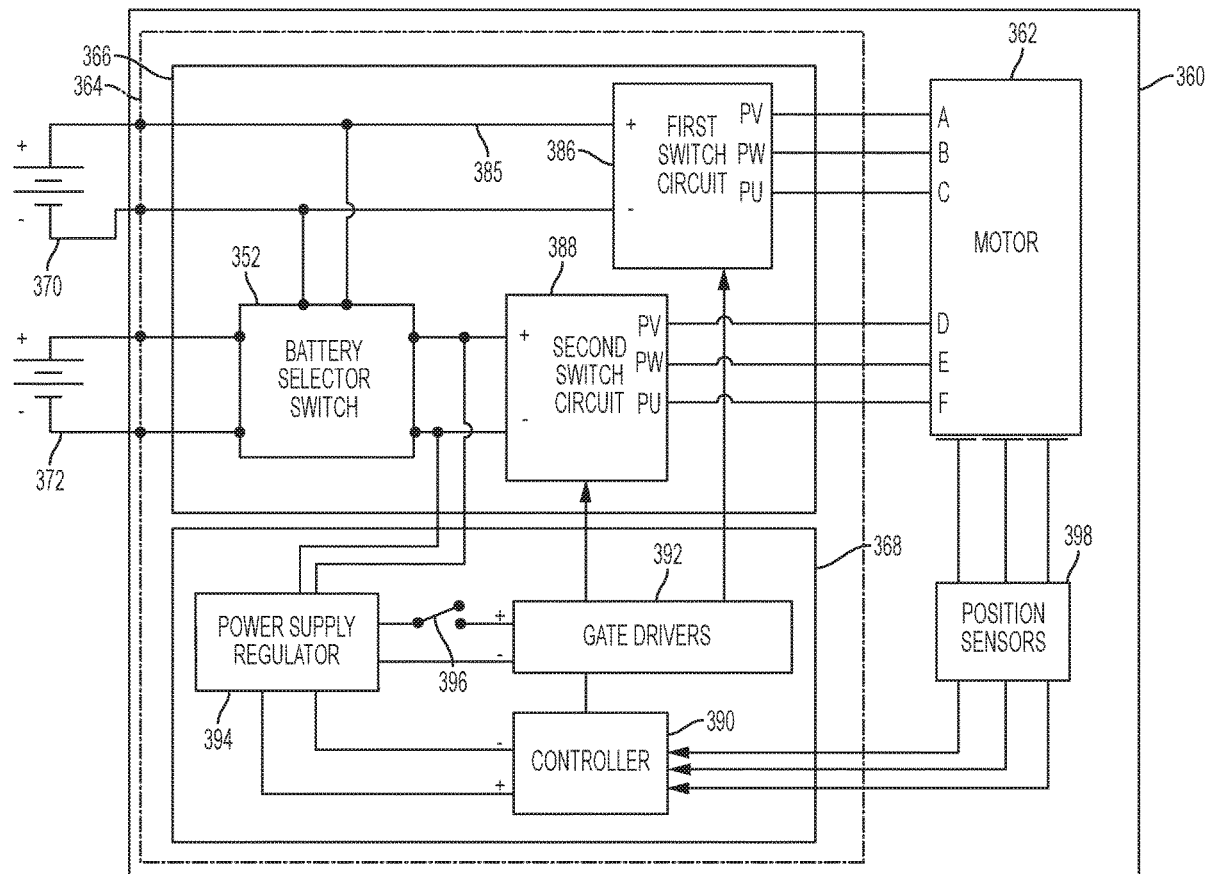 366
364
362
360
+
-
370
385
386
+
-
FIRST
SWITCH
CIRCUIT
PV
PW
PU
A
B
C
MOTOR
D
E
F
352
BATTERY
SELECTOR
SWITCH
388
+
-
SECOND
SWITCH
CIRCUIT
PV
PW
PU
+
-
372
368
392
398
POWER SUPPLY
REGULATOR
394
396
+
-
GATE DRIVERS
POSITION
SENSORS
390
-
+
CONTROLLER